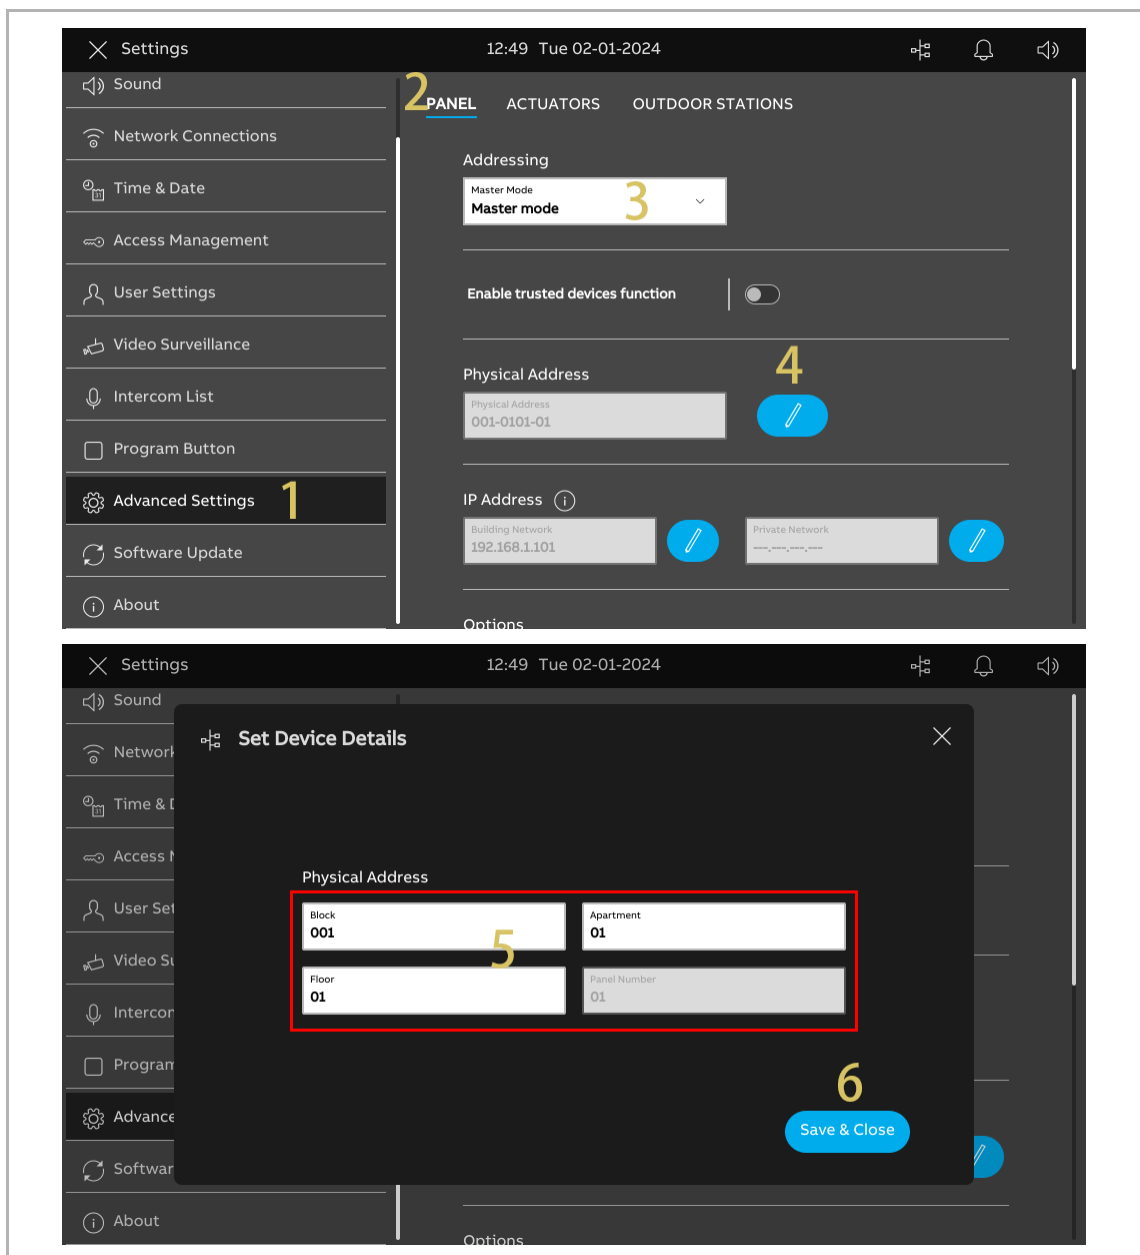 Settings
12:49 Tue 02-01-2024
Sound
Network Connections
Time & Date
Access Management
User Settings
Video Surveillance
Intercom List
Program Button
Advanced Settings 1
Software Update
About
2
PANEL ACTUATORS OUTDOOR STATIONS
Addressing
Master Mode
Master mode 3
Enable trusted devices function
4
Physical Address
Physical Address
001-0101-01
IP Address
Building Network
192.168.1.101
Private Network
---.---.---.---
Options
Settings
12:49 Tue 02-01-2024
Sound
Network
Time & D
Access M
User Set
Video Su
Intercon
Program
Advance
Softwar
About
Set Device Details
Physical Address
Block
001
Apartment
01
5
Floor
01
Panel Number
01
6
Save & Close
Options